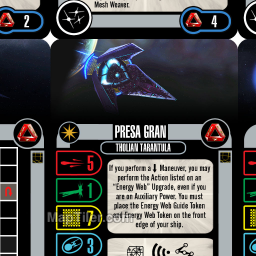 Mesh Weaver.
2
4
PRESA GRAN
THOLIAN TARANTULA
5
If you perform a ⬇ Maneuver, you may
perform the Action listed on an
"Energy Web" Upgrade, even if you
are an Auxiliary Power. You must
place the Energy Web Guide Token
and Energy Web Token on the front
edge of your ship.
1
2
3